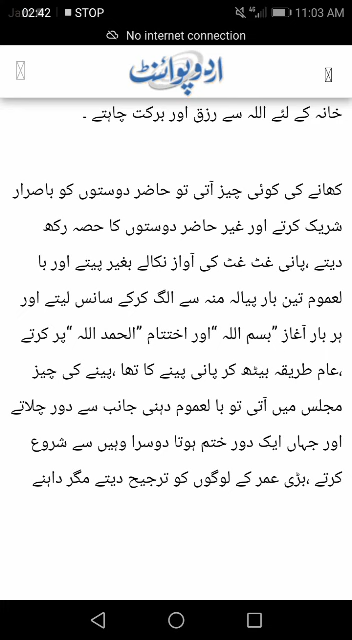 02:42 STOP 4G 11:03 AM
No internet connection
اردوپوائنٹ
خانہ کے لئے اللہ سے رزق اور برکت چاہتے ۔
کھانے کی کوئی چیز آتی تو حاضر دوستوں کو باصرار
شریک کرتے اور غیر حاضر دوستوں کا حصہ رکھ
دیتے ،پانی غٹ غٹ کی آواز نکالے بغیر پیتے اور با
لعموم تین بار پیالہ منہ سے الگ کرکے سانس لیتے اور
ہر بار آغاز ”بسم اللہ “اور اختتام ”الحمد اللہ “پر کرتے
،عام طریقہ بیٹھ کر پانی پینے کا تھا ،پینے کی چیز
مجلس میں آتی تو با لعموم دہنی جانب سے دور چلاتے
اور جہاں ایک دور ختم ہوتا دوسرا وہیں سے شروع
کرتے ،بڑی عمر کے لوگوں کو ترجیح دیتے مگر داہنے